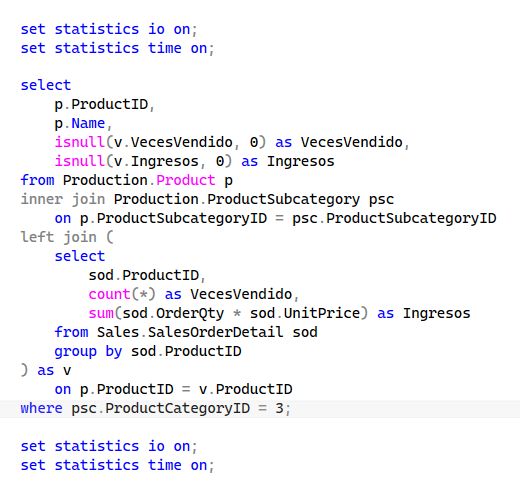 set statistics io on;
set statistics time on;

select
    p.ProductID,
    p.Name,
    isnull(v.VecesVendido, 0) as VecesVendido,
    isnull(v.Ingresos, 0) as Ingresos
from Production.Product p
inner join Production.ProductSubcategory psc
    on p.ProductSubcategoryID = psc.ProductSubcategoryID
left join (
    select
        sod.ProductID,
        count(*) as VecesVendido,
        sum(sod.OrderQty * sod.UnitPrice) as Ingresos
    from Sales.SalesOrderDetail sod
    group by sod.ProductID
) as v
    on p.ProductID = v.ProductID
where psc.ProductCategoryID = 3;

set statistics io on;
set statistics time on;